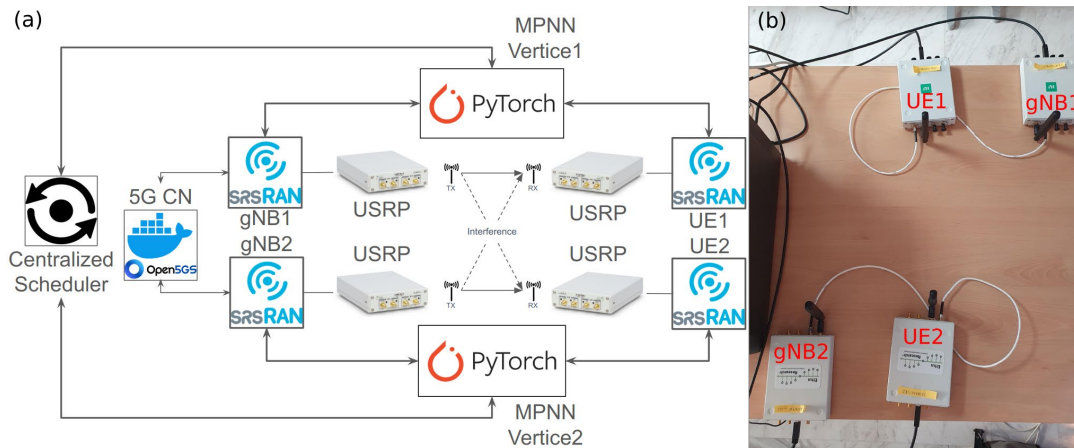 (a)
MPNN
Vertice1
PyTorch
5G CN
OpenSGS
Centralized
Scheduler
srsRAN
gNB1
gNB2
srsRAN
USRP
USRP
TX
RX
Interference
TX
RX
USRP
USRP
srsRAN
UE1
UE2
srsRAN
PyTorch
MPNN
Vertice2
(b)
UE1
gNB1
gNB2
UE2